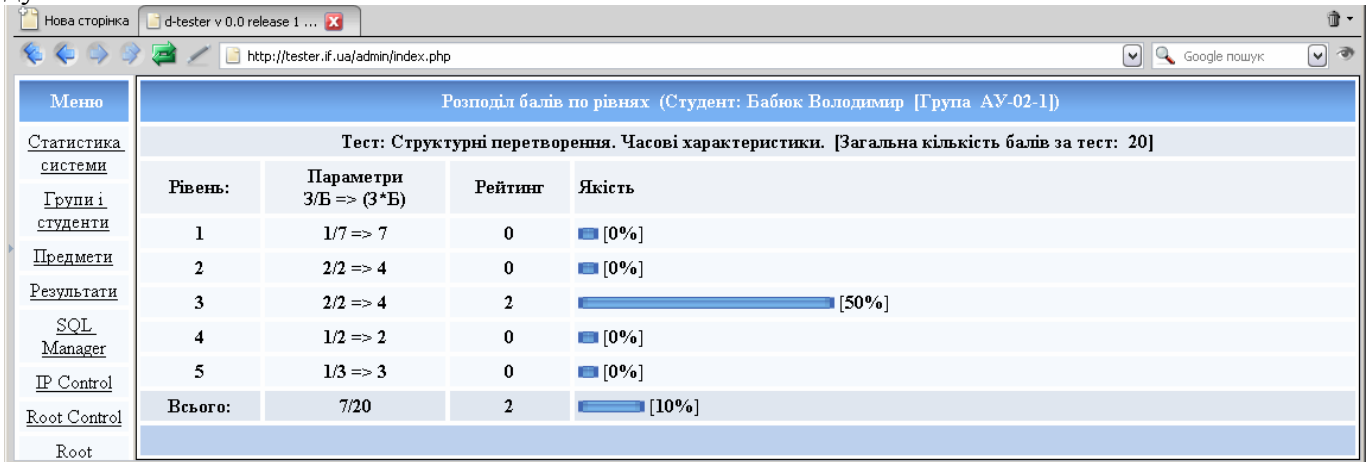 Нова сторінка
d-tester v 0.0 release 1 ...
http://tester.if.ua/admin/index.php
Google пошук
Меню
Статистика
системи
Групи і
студенти
Предмети
Результати
SQL
Manager
IP Control
Root Control
Root
Розподіл балів по рівнях (Студент: Бабюк Володимир [Група АУ-02-1])
Тест: Структурні перетворення. Часові характеристики. [Загальна кількість балів за тест: 20]
Рівень: Параметри З/Б => (З*Б) Рейтинг Якість
1 1/7 => 7 0 [0%]
2 2/2 => 4 0 [0%]
3 2/2 => 4 2 [50%]
4 1/2 => 2 0 [0%]
5 1/3 => 3 0 [0%]
Всього: 7/20 2 [10%]